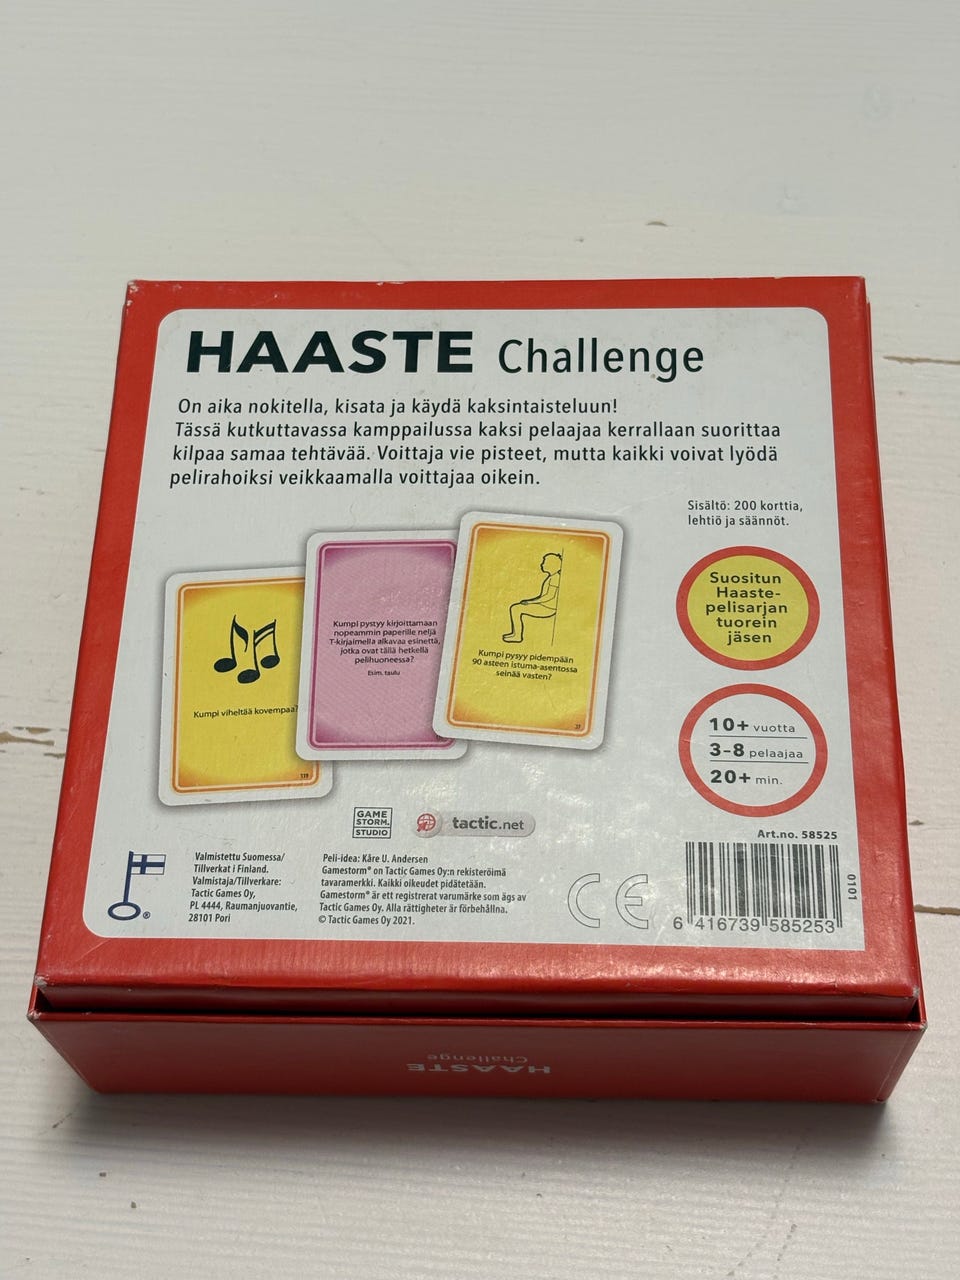 HAASTE Challenge
On aika nokitella, kisata ja käydä kaksintaisteluun!
Tässä kutkuttavassa kamppailussa kaksi pelaajaa kerrallaan suorittaa
kilpaa samaa tehtävää. Voittaja vie pisteet, mutta kaikki voivat lyödä
pelirahoiksi veikkaamalla voittajaa oikein.
Sisältö: 200 korttia,
lehtiö ja säännöt.
Kumpi viheltää kovempaa?
119
Kumpi pystyy kirjoittamaan
nopeammin paperille neljä
T-kirjaimella alkavaa esinettä,
jotka ovat tällä hetkellä
pelihuoneessa?
Esim. taulu
Kumpi pysyy pidempään
90 asteen istuma-asentossa
seinää vasten?
37
Suositun
Haaste-
pelisarjan
tuorein
jäsen
10+ vuotta
3-8 pelaajaa
20+ min.
GAME
STORM.
STUDIO
tactic.net
Art.no. 58525
Valmistettu Suomessa/
Tillverkat i Finland.
Valmistaja/Tillverkare:
Tactic Games Oy,
PL 4444, Raumanjuovantie,
28101 Pori
Peli-idea: Kåre U. Andersen
Gamestorm® on Tactic Games Oy:n rekisteröimä
tavaramerkki. Kaikki oikeudet pidätetään.
Gamestorm® är ett registrerat varumärke som ägs av
Tactic Games Oy. Alla rättigheter är förbehållna.
© Tactic Games Oy 2021.
®
CE
0101
6 416739 585253
HAASTE
Challenge